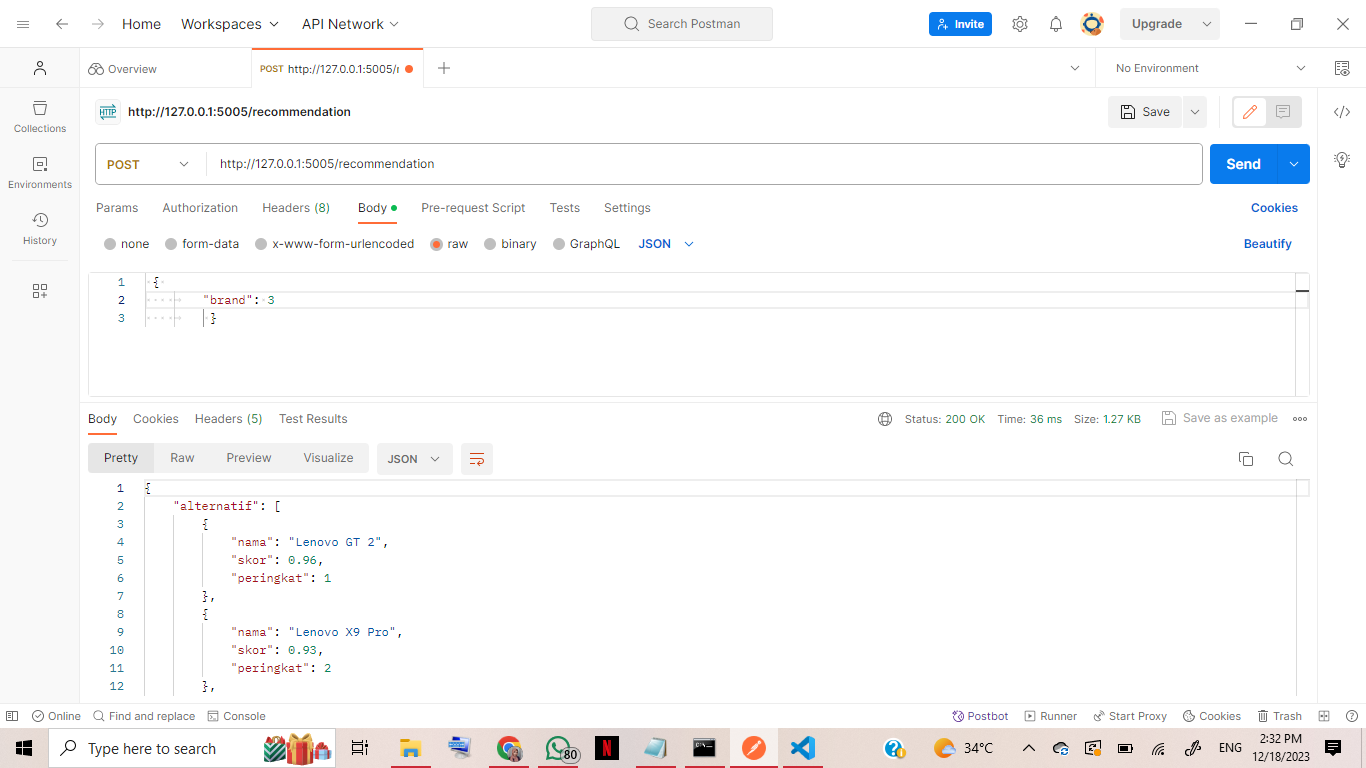 Home Workspaces API Network Search Postman Invite Upgrade
Overview POST http://127.0.0.1:5005/r No Environment
HTTP http://127.0.0.1:5005/recommendation Save
Collections
Environments
History
POST http://127.0.0.1:5005/recommendation Send
Params Authorization Headers (8) Body Pre-request Script Tests Settings Cookies
none form-data x-www-form-urlencoded raw binary GraphQL JSON Beautify
1 {
2 "brand": 3
3 }
Body Cookies Headers (5) Test Results Status: 200 OK Time: 36 ms Size: 1.27 KB Save as example
Pretty Raw Preview Visualize JSON
1 {
2 "alternatif": [
3 {
4 "nama": "Lenovo GT 2",
5 "skor": 0.96,
6 "peringkat": 1
7 },
8 {
9 "nama": "Lenovo X9 Pro",
10 "skor": 0.93,
11 "peringkat": 2
12 },
Online Find and replace Console Postbot Runner Start Proxy Cookies Trash
Type here to search 80 N 34°C ENG 2:32 PM
12/18/2023